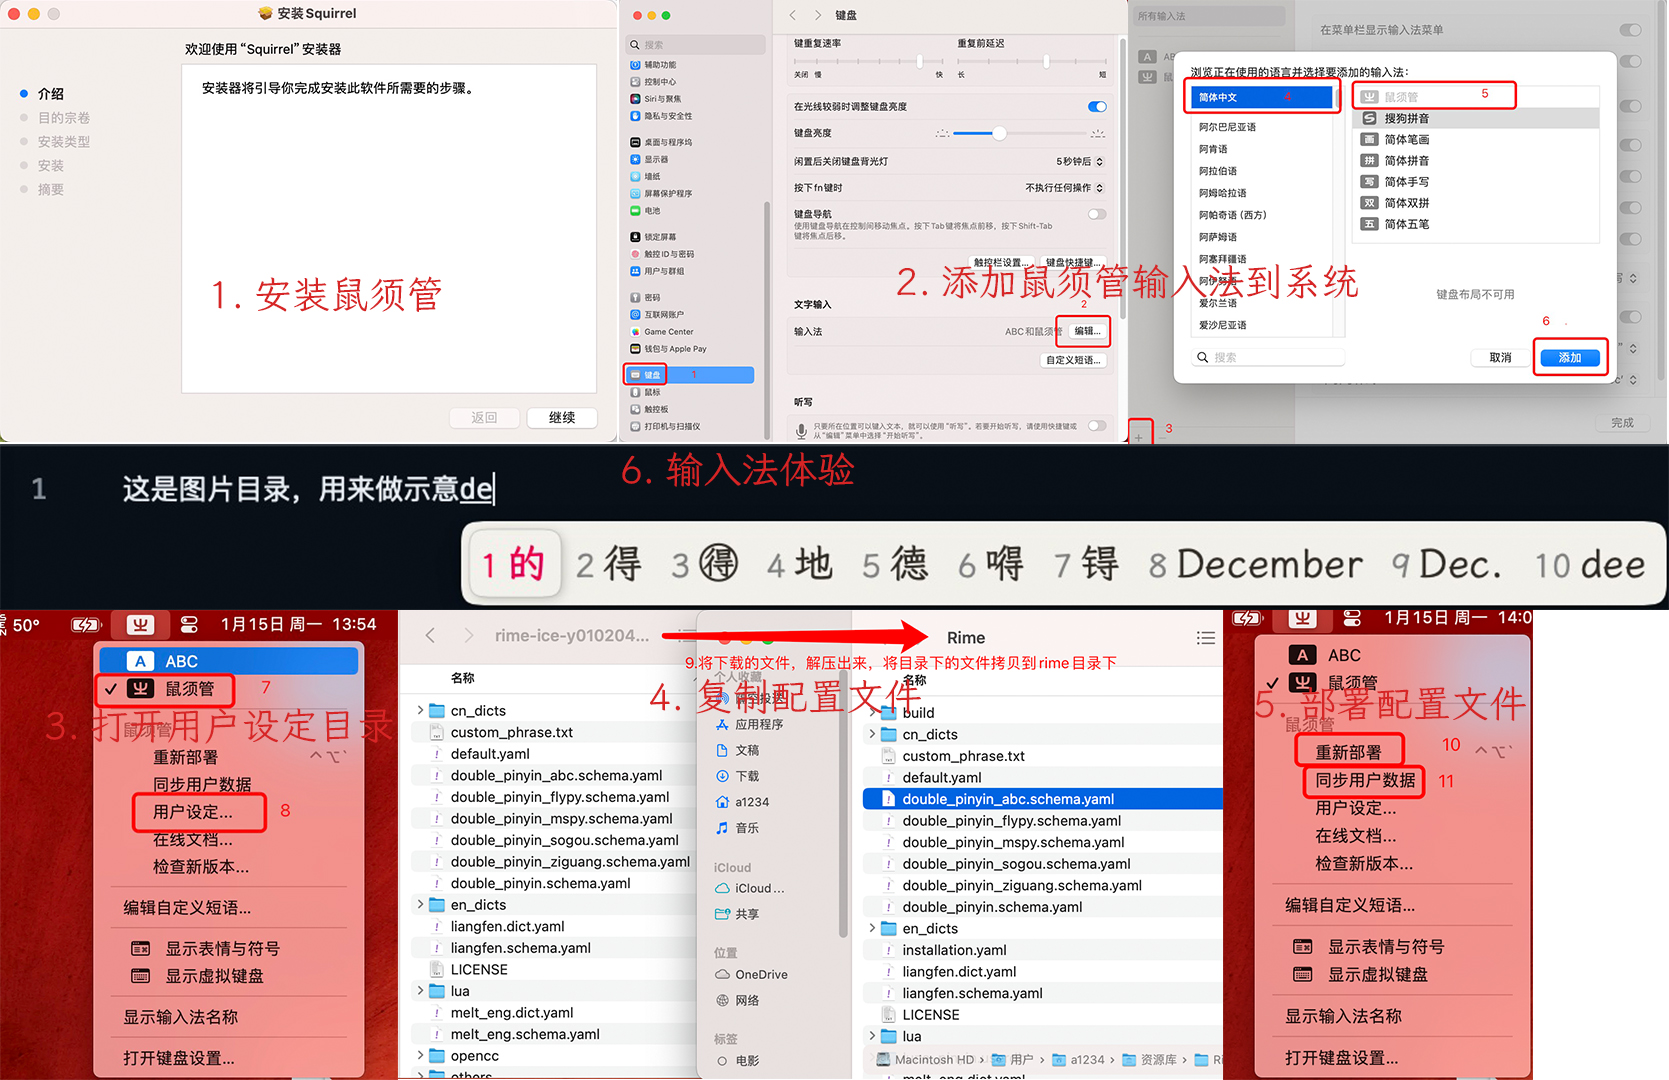 安装Squirrel
欢迎使用“Squirrel”安装器
介绍
目的宗卷
安装类型
安装
摘要
安装器将引导你完成安装此软件所需要的步骤。
1. 安装鼠须管
返回
继续
搜索
辅助功能
控制中心
Siri与聚焦
隐私与安全性
桌面与程序坞
显示器
墙纸
屏幕保护程序
电池
锁定屏幕
触控 ID与密码
用户与群组
密码
互联网账户
Game Center
钱包与 Apple Pay
键盘 1
鼠标
触控板
打印机与扫描仪
键盘
键重复速率
重复前延迟
关闭 慢 快 长 短
在光线较弱时调整键盘亮度
键盘亮度
闲置后关闭键盘背光灯 5秒钟后
按下fn键时 不执行任何操作
键盘导航
使用键盘导航在控制间移动焦点。按下Tab键将焦点前移，按下Shift-Tab
键将焦点后移。
触控栏设置... 键盘快捷键...
2. 添加鼠须管输入法到系统
文字输入
2
输入法 ABC和鼠须管 编辑...
自定义短语...
听写
只要所在位置可以键入文本，就可以使用“听写”。若要开始听写，请使用快捷键或
从“编辑”菜单中选择“开始听写”。
所有输入法
在菜单栏显示输入法菜单
浏览正在使用的语言并选择要添加的输入法：
简体中文 4
阿尔巴尼亚语
阿肯语
阿拉伯语
阿姆哈拉语
阿帕奇语 (西方)
阿萨姆语
阿塞拜疆语
阿伊努语
爱尔兰语
爱沙尼亚语
搜索
鼠须管 5
搜狗拼音
画 简体笔画
拼 简体拼音
写 简体手写
双 简体双拼
五 简体五笔
键盘布局不可用
6
取消
添加
完成
+ 3
6. 输入法体验
1 这是图片目录，用来做示意de
1 的 2 得 3 ㊝得 4 地 5 德 6 嘚 7 锝 8 December 9 Dec. 10 dee
50°
1月15日 周一 13:54
A ABC
✓ 鼠须管 7
3. 打开用户设定目录
鼠须管
重新部署 ^⌥`
同步用户数据
用户设定... 8
在线文档...
检查新版本...
编辑自定义短语...
显示表情与符号
显示虚拟键盘
显示输入法名称
打开键盘设置...
rime-ice-y010204...
Rime
9.将下载的文件，解压出来，将目录下的文件拷贝到rime目录下
4. 复制配置文件
名称
cn_dicts
custom_phrase.txt
default.yaml
double_pinyin_abc.schema.yaml
double_pinyin_flypy.schema.yaml
double_pinyin_mspy.schema.yaml
double_pinyin_sogou.schema.yaml
double_pinyin_ziguang.schema.yaml
double_pinyin.schema.yaml
en_dicts
liangfen.dict.yaml
liangfen.schema.yaml
LICENSE
lua
melt_eng.dict.yaml
melt_eng.schema.yaml
opencc
others
个人收藏
隔空投送
应用程序
文稿
下载
a1234
音乐
iCloud
iCloud ...
共享
位置
OneDrive
网络
标签
电影
名称
build
cn_dicts
custom_phrase.txt
default.yaml
double_pinyin_abc.schema.yaml
double_pinyin_flypy.schema.yaml
double_pinyin_mspy.schema.yaml
double_pinyin_sogou.schema.yaml
double_pinyin_ziguang.schema.yaml
double_pinyin.schema.yaml
en_dicts
installation.yaml
liangfen.dict.yaml
liangfen.schema.yaml
LICENSE
lua
Macintosh HD › 用户 › a1234 › 资源库 › Ri
melt_eng.dict.yaml
1月15日 周一 14:0
A ABC
✓ 鼠须管
5. 部署配置文件
鼠须管
重新部署 10 ^⌥`
同步用户数据 11
用户设定...
在线文档...
检查新版本...
编辑自定义短语...
显示表情与符号
显示虚拟键盘
显示输入法名称
打开键盘设置...